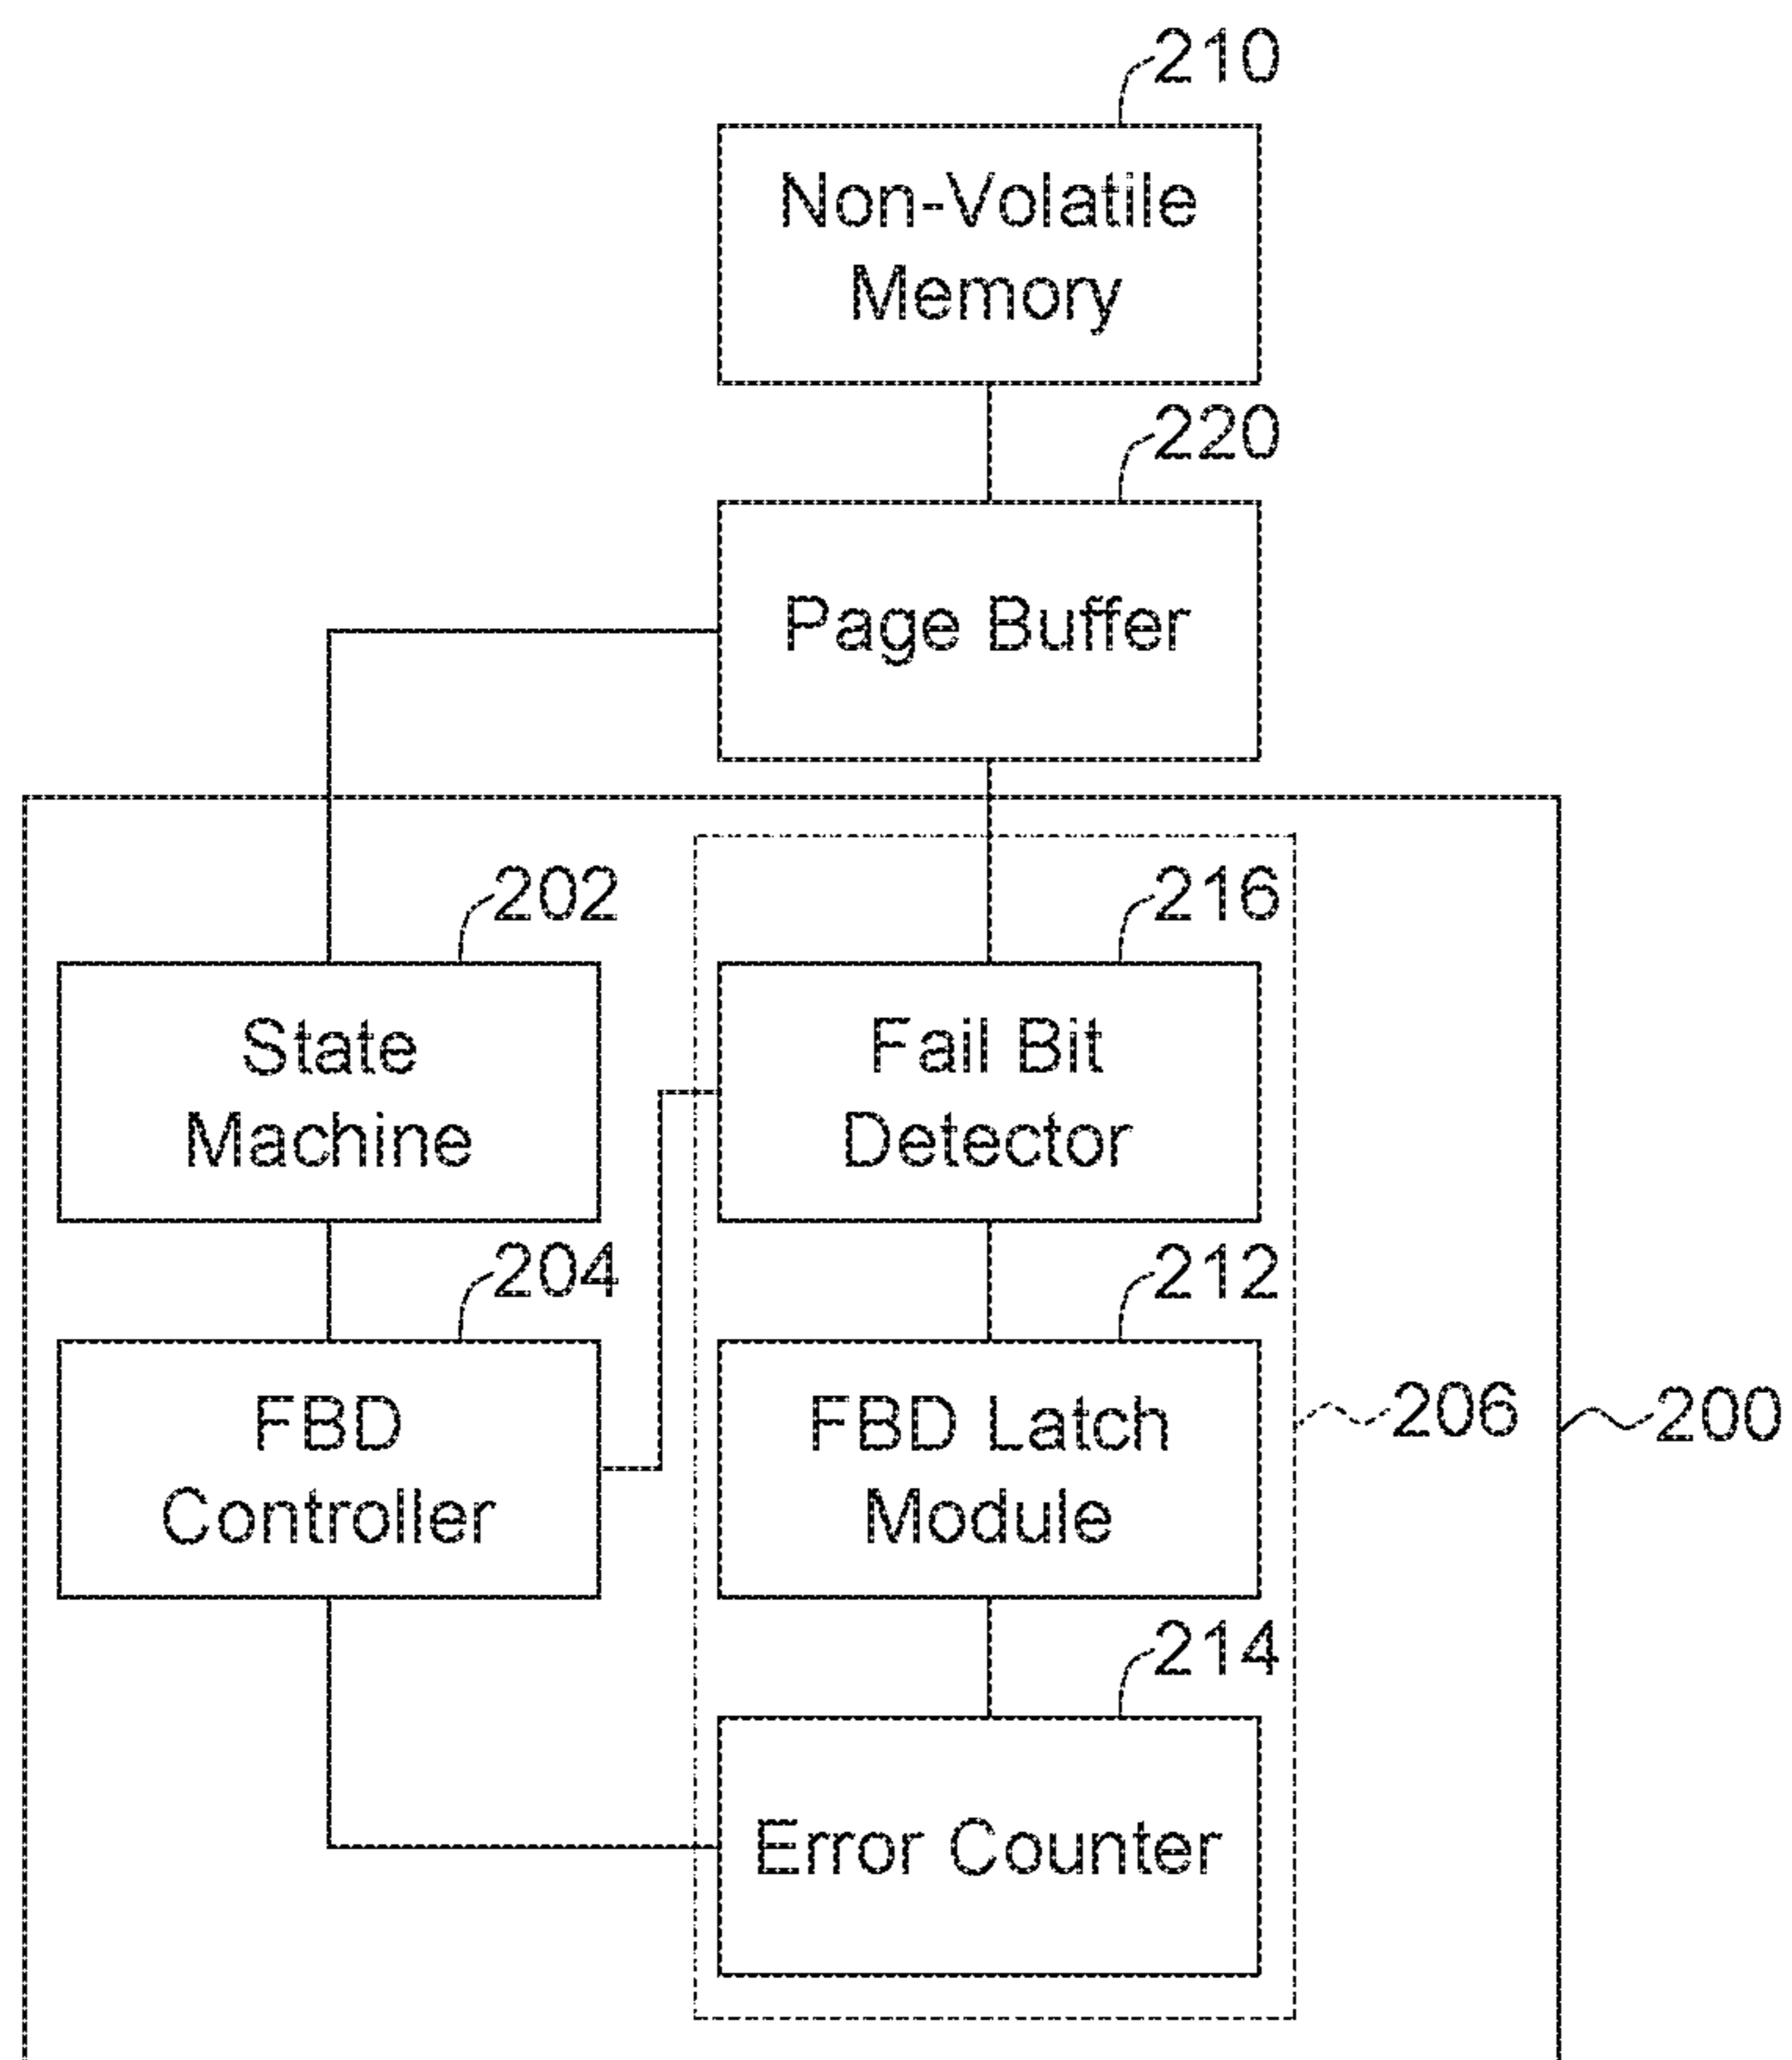 210
Non-Volatile
Memory
220
Page Buffer
202
State
Machine
216
Fail Bit
Detector
204
FBD
Controller
212
FBD Latch
Module
206
200
214
Error Counter